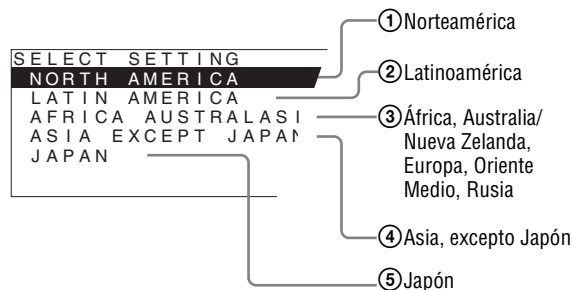 SELECT SETTING
NORTH AMERICA
LATIN AMERICA
AFRICA AUSTRALASI
ASIA EXCEPT JAPAN
JAPAN
①Norteamérica
②Latinoamérica
③África, Australia/
Nueva Zelanda,
Europa, Oriente
Medio, Rusia
④Asia, excepto Japón
⑤Japón